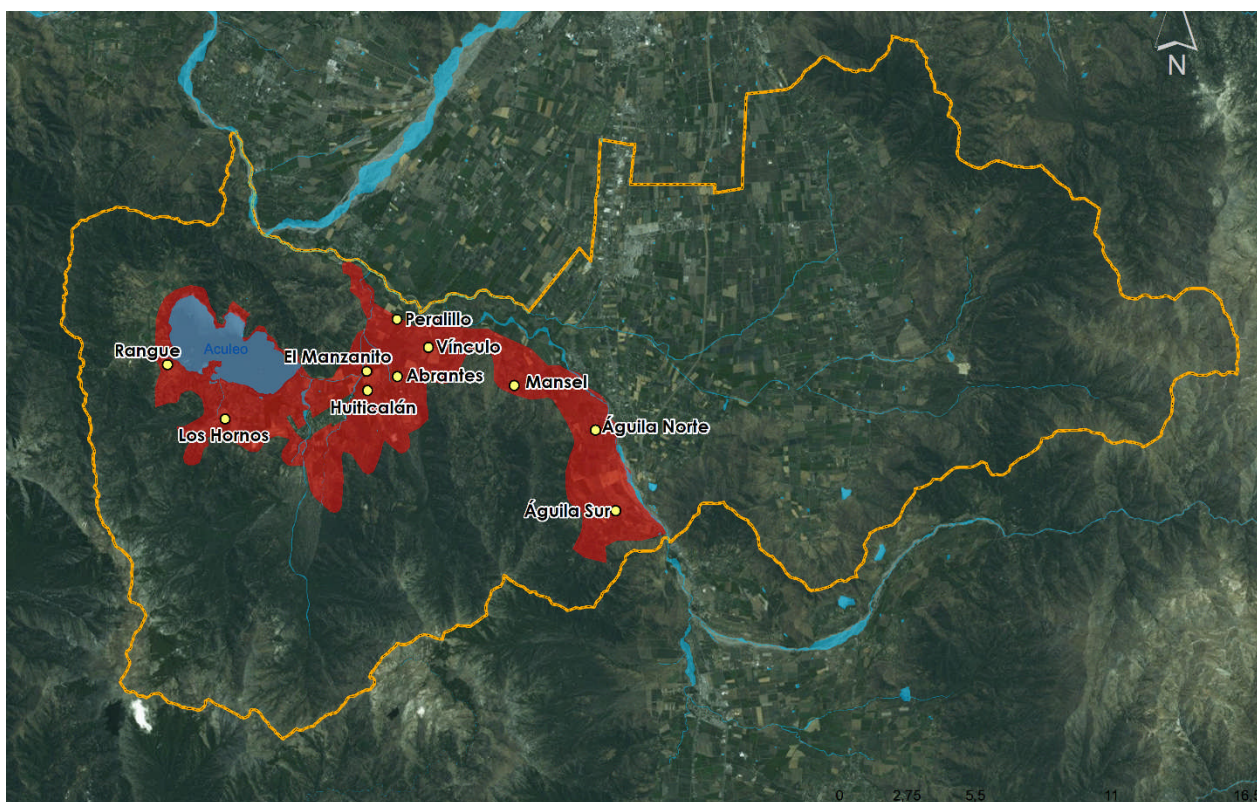 N
Peralillo
Vínculo
Rangue
Aculeo
El Manzanito
Abrantes
Mansel
Huiticalán
Los Hornos
Águila Norte
Águila Sur
0 2,75 5,5 11 16,